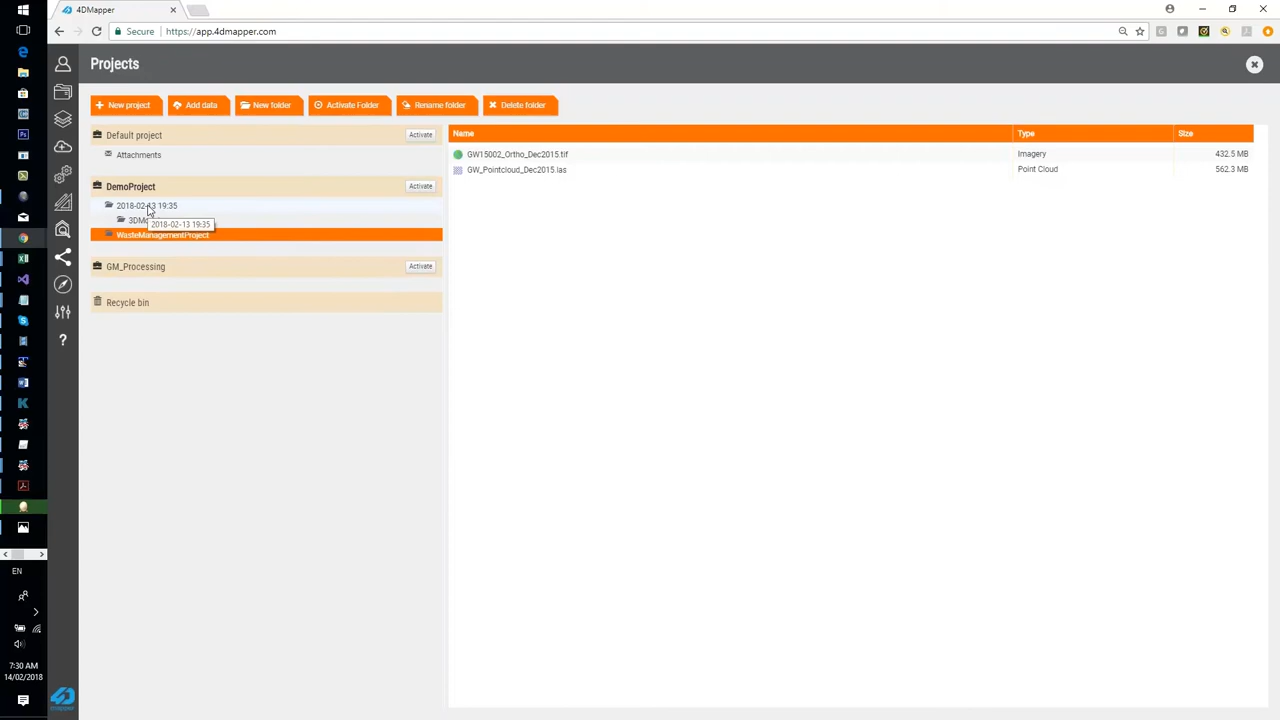 4DMapper
Secure https://app.4dmapper.com
Projects
New project
Add data
New folder
Activate Folder
Rename folder
Delete folder
Default project
Activate
Attachments
DemoProject
Activate
2018-02-13 19:35
2018-02-13 19:35
WasteManagementProject
GM_Processing
Activate
Recycle bin
Name Type Size
GW15002_Ortho_Dec2015.tif Imagery 432.5 MB
GW_Pointcloud_Dec2015.las Point Cloud 562.3 MB
?
EN
7:30 AM
14/02/2018